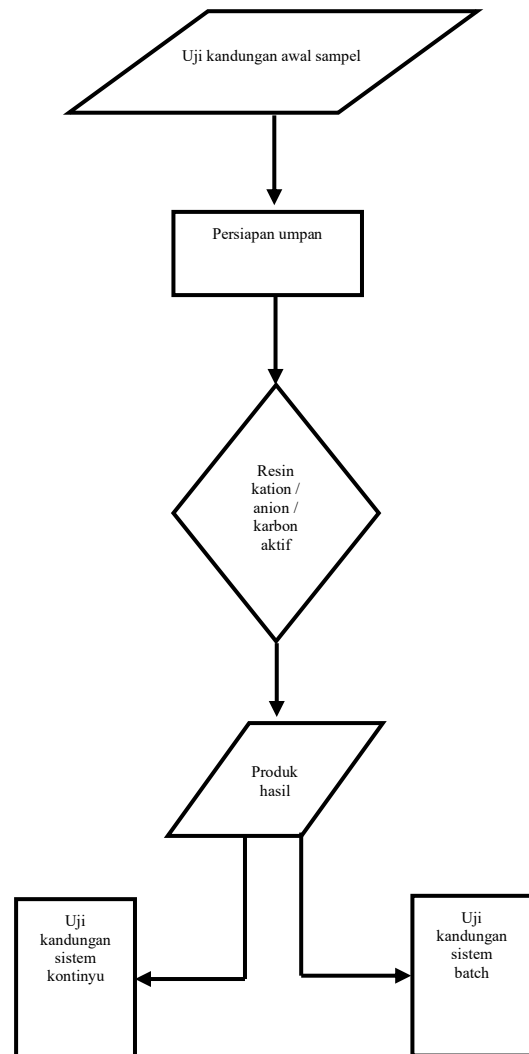 Uji kandungan awal sampel
Persiapan umpan
Resin
kation /
anion /
karbon
aktif
Produk
hasil
Uji
kandungan
sistem
kontinyu
Uji
kandungan
sistem
batch